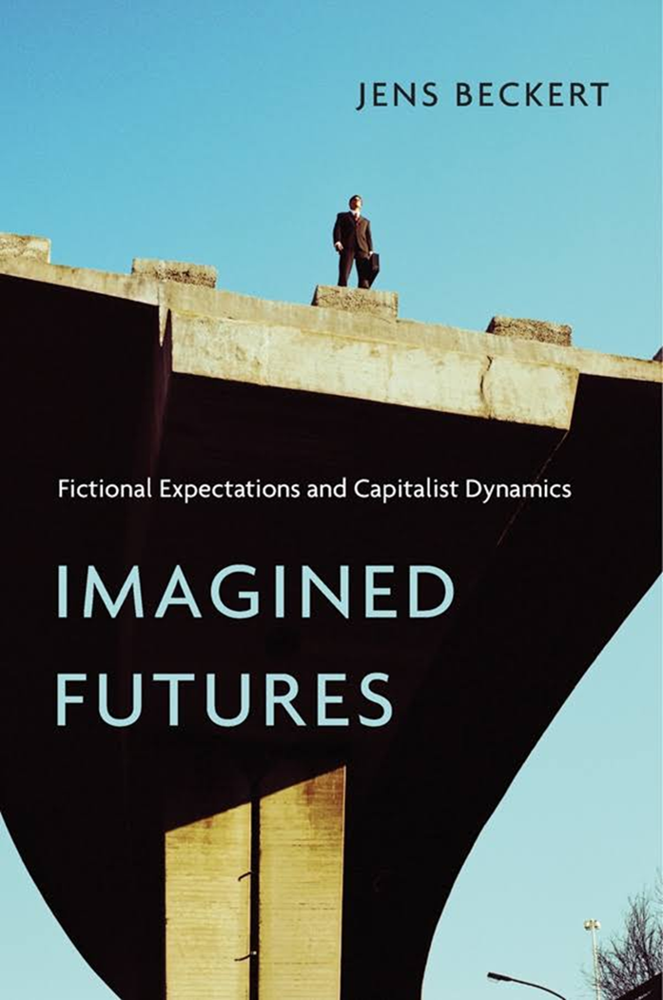 JENS BECKERT
Fictional Expectations and Capitalist Dynamics
IMAGINED
FUTURES